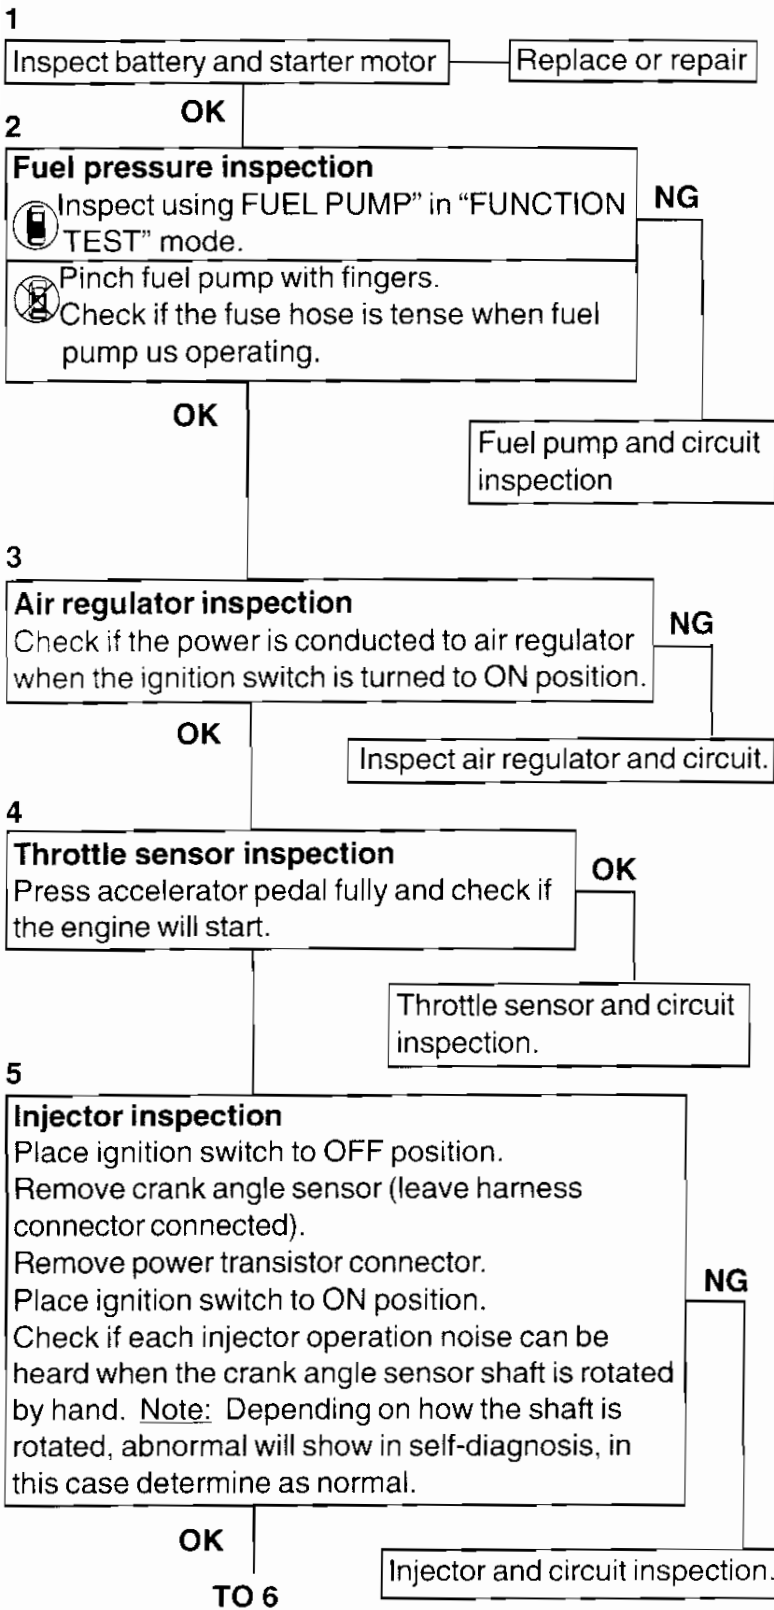 1
Inspect battery and starter motor
Replace or repair
OK
2
Fuel pressure inspection
Inspect using FUEL PUMP” in “FUNCTION
TEST” mode.
NG
Pinch fuel pump with fingers.
Check if the fuse hose is tense when fuel
pump us operating.
OK
Fuel pump and circuit
inspection
3
Air regulator inspection
Check if the power is conducted to air regulator
when the ignition switch is turned to ON position.
NG
OK
Inspect air regulator and circuit.
4
Throttle sensor inspection
Press accelerator pedal fully and check if
the engine will start.
OK
Throttle sensor and circuit
inspection.
5
Injector inspection
Place ignition switch to OFF position.
Remove crank angle sensor (leave harness
connector connected).
Remove power transistor connector.
Place ignition switch to ON position.
Check if each injector operation noise can be
heard when the crank angle sensor shaft is rotated
by hand. Note: Depending on how the shaft is
rotated, abnormal will show in self-diagnosis, in
this case determine as normal.
NG
OK
Injector and circuit inspection.
TO 6